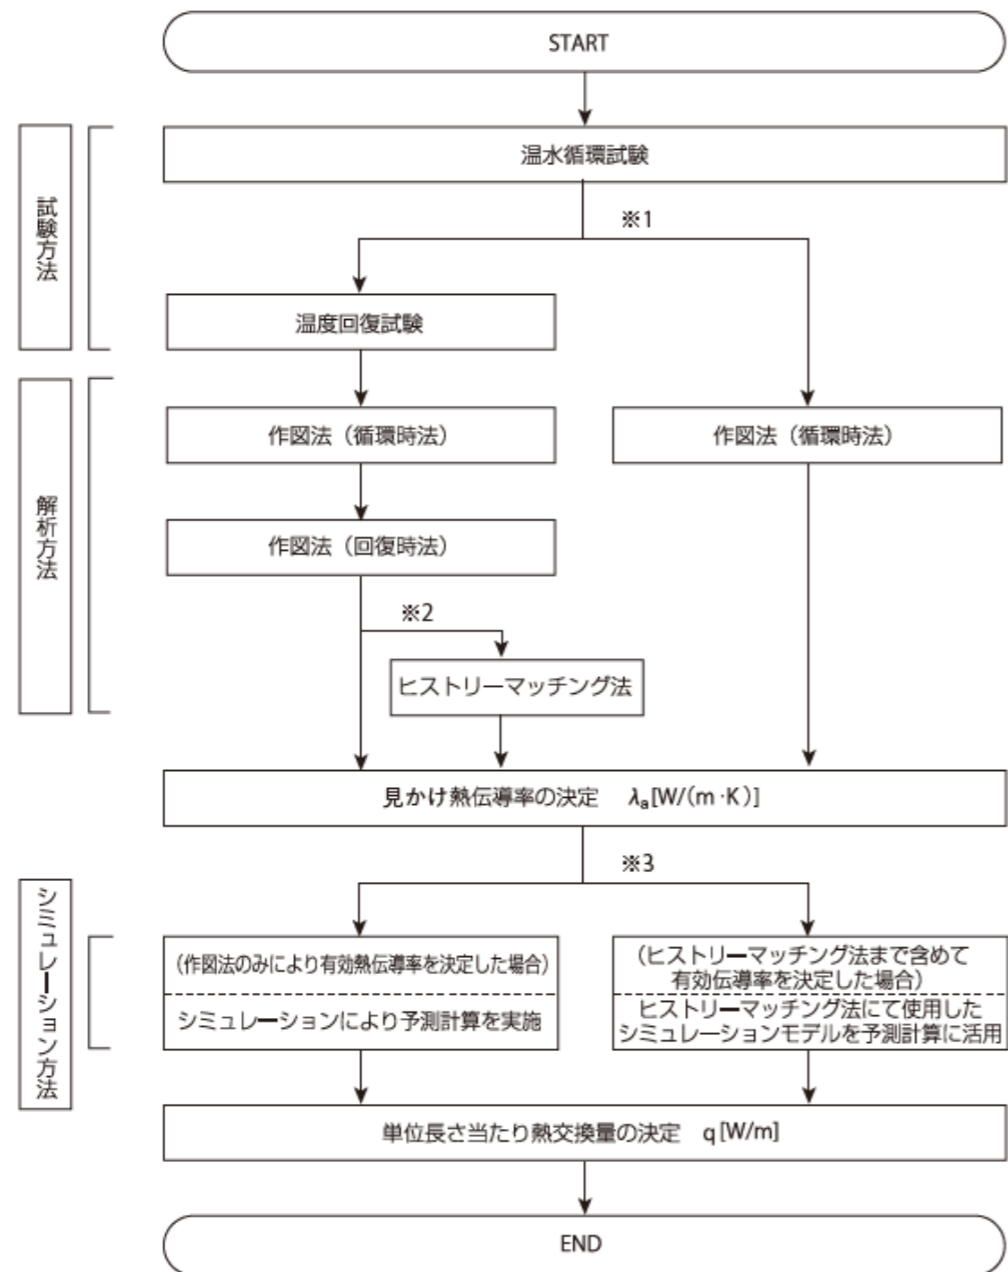 START
試験方法
温水循環試験
※1
温度回復試験
解析方法
作図法（循環時法）
作図法（循環時法）
作図法（回復時法）
※2
ヒストリーマッチング法
見かけ熱伝導率の決定　λa[W/(m・K)]
※3
シミュレーション方法
（作図法のみにより有効熱伝導率を決定した場合）
シミュレーションにより予測計算を実施
（ヒストリーマッチング法まで含めて
有効伝導率を決定した場合）
ヒストリーマッチング法にて使用した
シミュレーションモデルを予測計算に活用
単位長さ当たり熱交換量の決定　q[W/m]
END